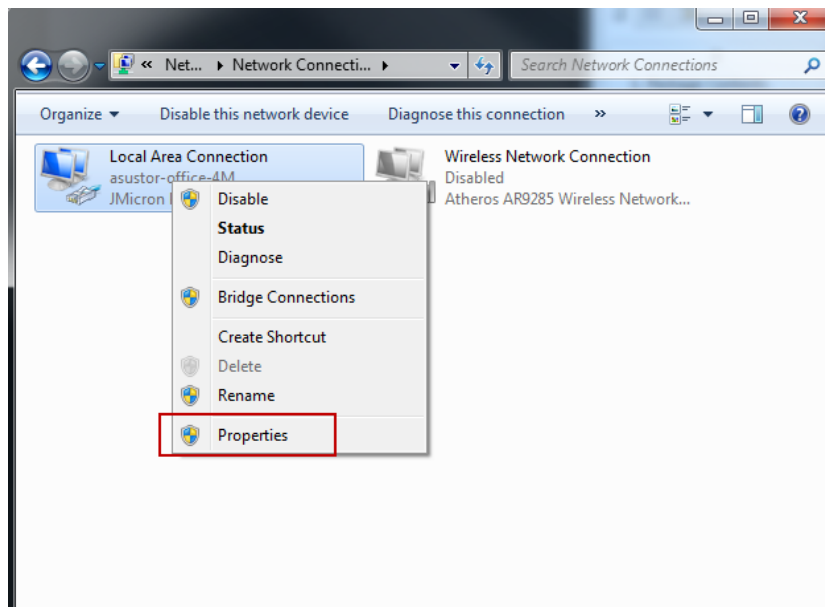 « Net... Network Connecti...
Search Network Connections
Organize Disable this network device Diagnose this connection »
Local Area Connection
asustor-office-4M
JMicron
Wireless Network Connection
Disabled
Atheros AR9285 Wireless Network...
Disable
Status
Diagnose
Bridge Connections
Create Shortcut
Delete
Rename
Properties